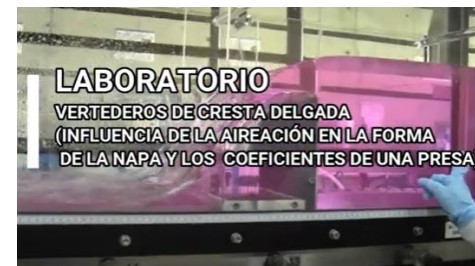 LABORATORIO
VERTEDEROS DE CRESTA DELGADA
(INFLUENCIA DE LA AIREACIÓN EN LA FORMA
DE LA NAPA Y LOS COEFICIENTES DE UNA PRESA